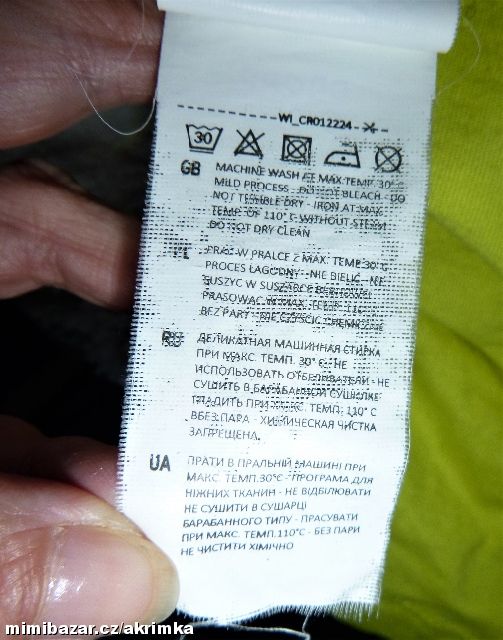 WI_CR012224
30
GB
MACHINE WASH AT MAX.TEMP. 30°C
MILD PROCESS - DO NOT BLEACH - DO
NOT TUMBLE DRY - IRON AT MAX.
TEMP. OF 110°C WITHOUT STEAM
DO NOT DRY CLEAN
PL
PRAĆ W PRALCE Z MAX. TEMP.30°C
PROCES ŁAGODNY - NIE BIELIĆ - NIE
SUSZYĆ W SUSZARCE BĘBNOWEJ
PRASOWAĆ W MAX. TEMP. 110°C
BEZ PARY - NIE CZYŚCIĆ CHEMICZNIE
RU
ДЕЛИКАТНАЯ МАШИННАЯ СТИРКА
ПРИ МАКС. ТЕМП. 30° C - НЕ
ИСПОЛЬЗОВАТЬ ОТБЕЛИВАТЕЛИ - НЕ
СУШИТЬ В БАРАБАННОЙ СУШИЛКЕ
ГЛАДИТЬ ПРИ МАКС. ТЕМП. 110° C
БЕЗ ПАРА - ХИМИЧЕСКАЯ ЧИСТКА
ЗАПРЕЩЕНА.
UA
ПРАТИ В ПРАЛЬНІЙ МАШИНІ ПРИ
МАКС. ТЕМП.30°C - ПРОГРАМА ДЛЯ
НІЖНИХ ТКАНИН - НЕ ВІДБІЛЮВАТИ
НЕ СУШИТИ В СУШАРЦІ
БАРАБАННОГО ТИПУ - ПРАСУВАТИ
ПРИ МАКС. ТЕМП.110°C - БЕЗ ПАРИ
НЕ ЧИСТИТИ ХІМІЧНО
mimibazar.cz/akrimka